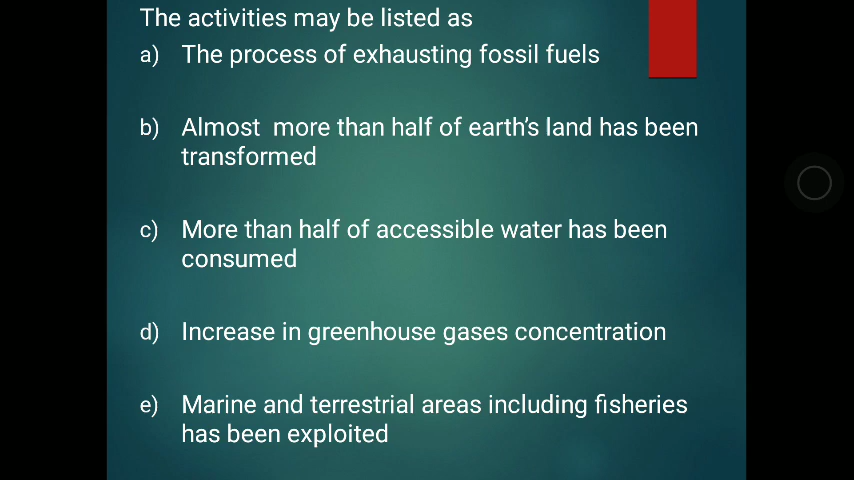 The activities may be listed as
a) The process of exhausting fossil fuels
b) Almost more than half of earth's land has been
transformed
c) More than half of accessible water has been
consumed
d) Increase in greenhouse gases concentration
e) Marine and terrestrial areas including fisheries
has been exploited